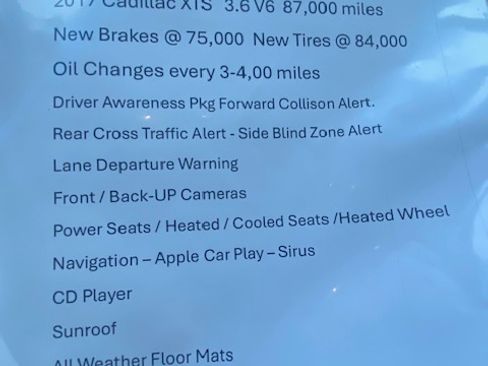 2017 Cadillac XTS 3.6 V6 87,000 miles
New Brakes @ 75,000 New Tires @ 84,000
Oil Changes every 3-4,00 miles
Driver Awareness Pkg Forward Collison Alert.
Rear Cross Traffic Alert - Side Blind Zone Alert
Lane Departure Warning
Front / Back-UP Cameras
Power Seats / Heated / Cooled Seats /Heated Wheel
Navigation – Apple Car Play – Sirus
CD Player
Sunroof
All Weather Floor Mats